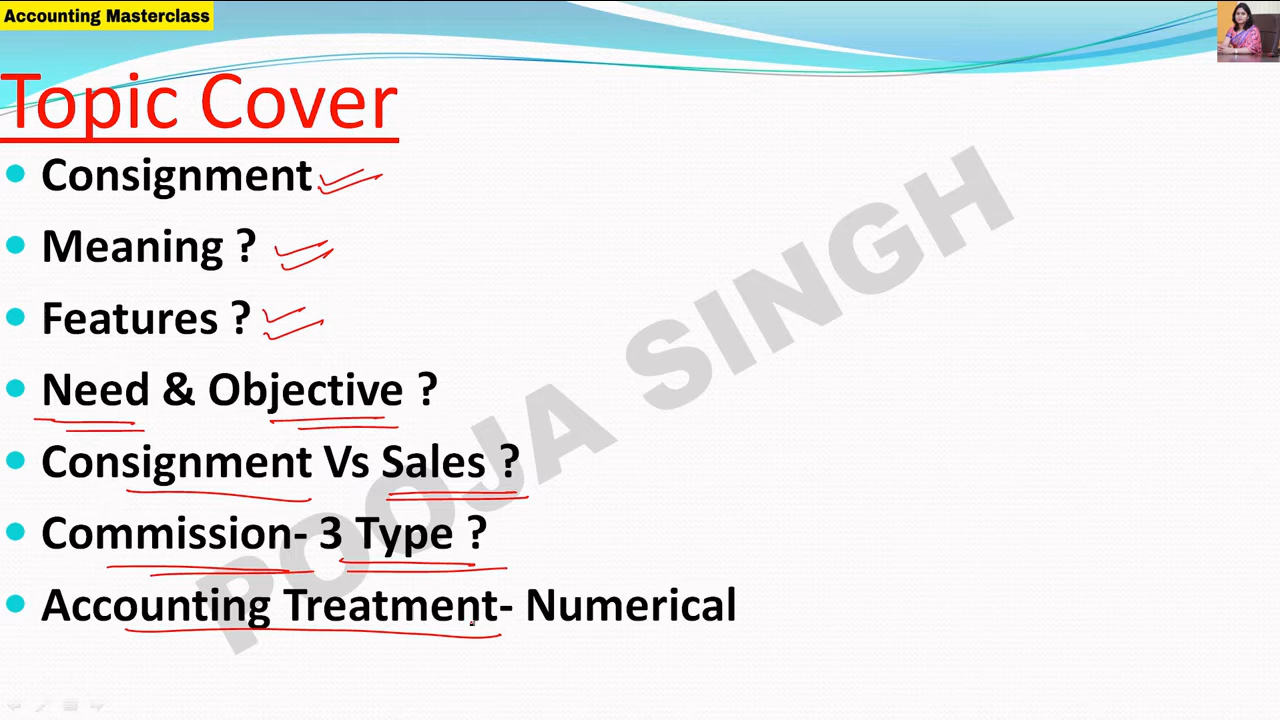 Accounting Masterclass
Topic Cover
Consignment
Meaning ?
Features ?
Need & Objective ?
Consignment Vs Sales ?
Commission- 3 Type ?
Accounting Treatment- Numerical
POOJA SINGH